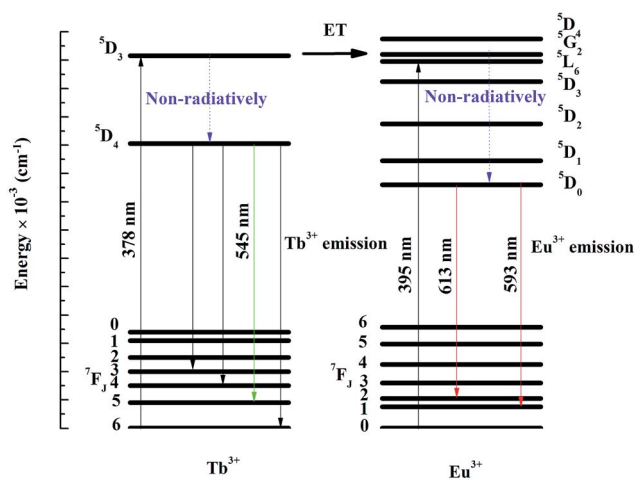 Energy × 10⁻³ (cm⁻¹)
⁵D₃
Non-radiatively
⁵D₄
378 nm
545 nm
Tb³⁺ emission
0
1
2
3
⁷F_J 4
5
6
Tb³⁺
ET
⁵D₄
⁵G₂
⁵L₆
⁵D₃
Non-radiatively
⁵D₂
⁵D₁
⁵D₀
395 nm
613 nm
593 nm
Eu³⁺ emission
6
5
4
⁷F_J 3
2
1
0
Eu³⁺